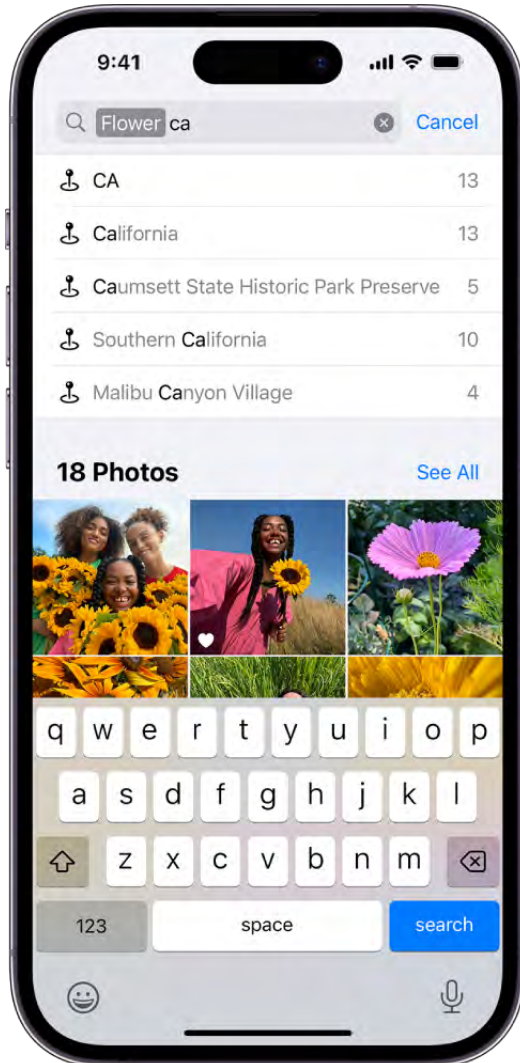 9:41
Flower ca Cancel
CA 13
California 13
Caumsett State Historic Park Preserve 5
Southern California 10
Malibu Canyon Village 4
18 Photos See All
q w e r t y u i o p
a s d f g h j k l
z x c v b n m
123 space search